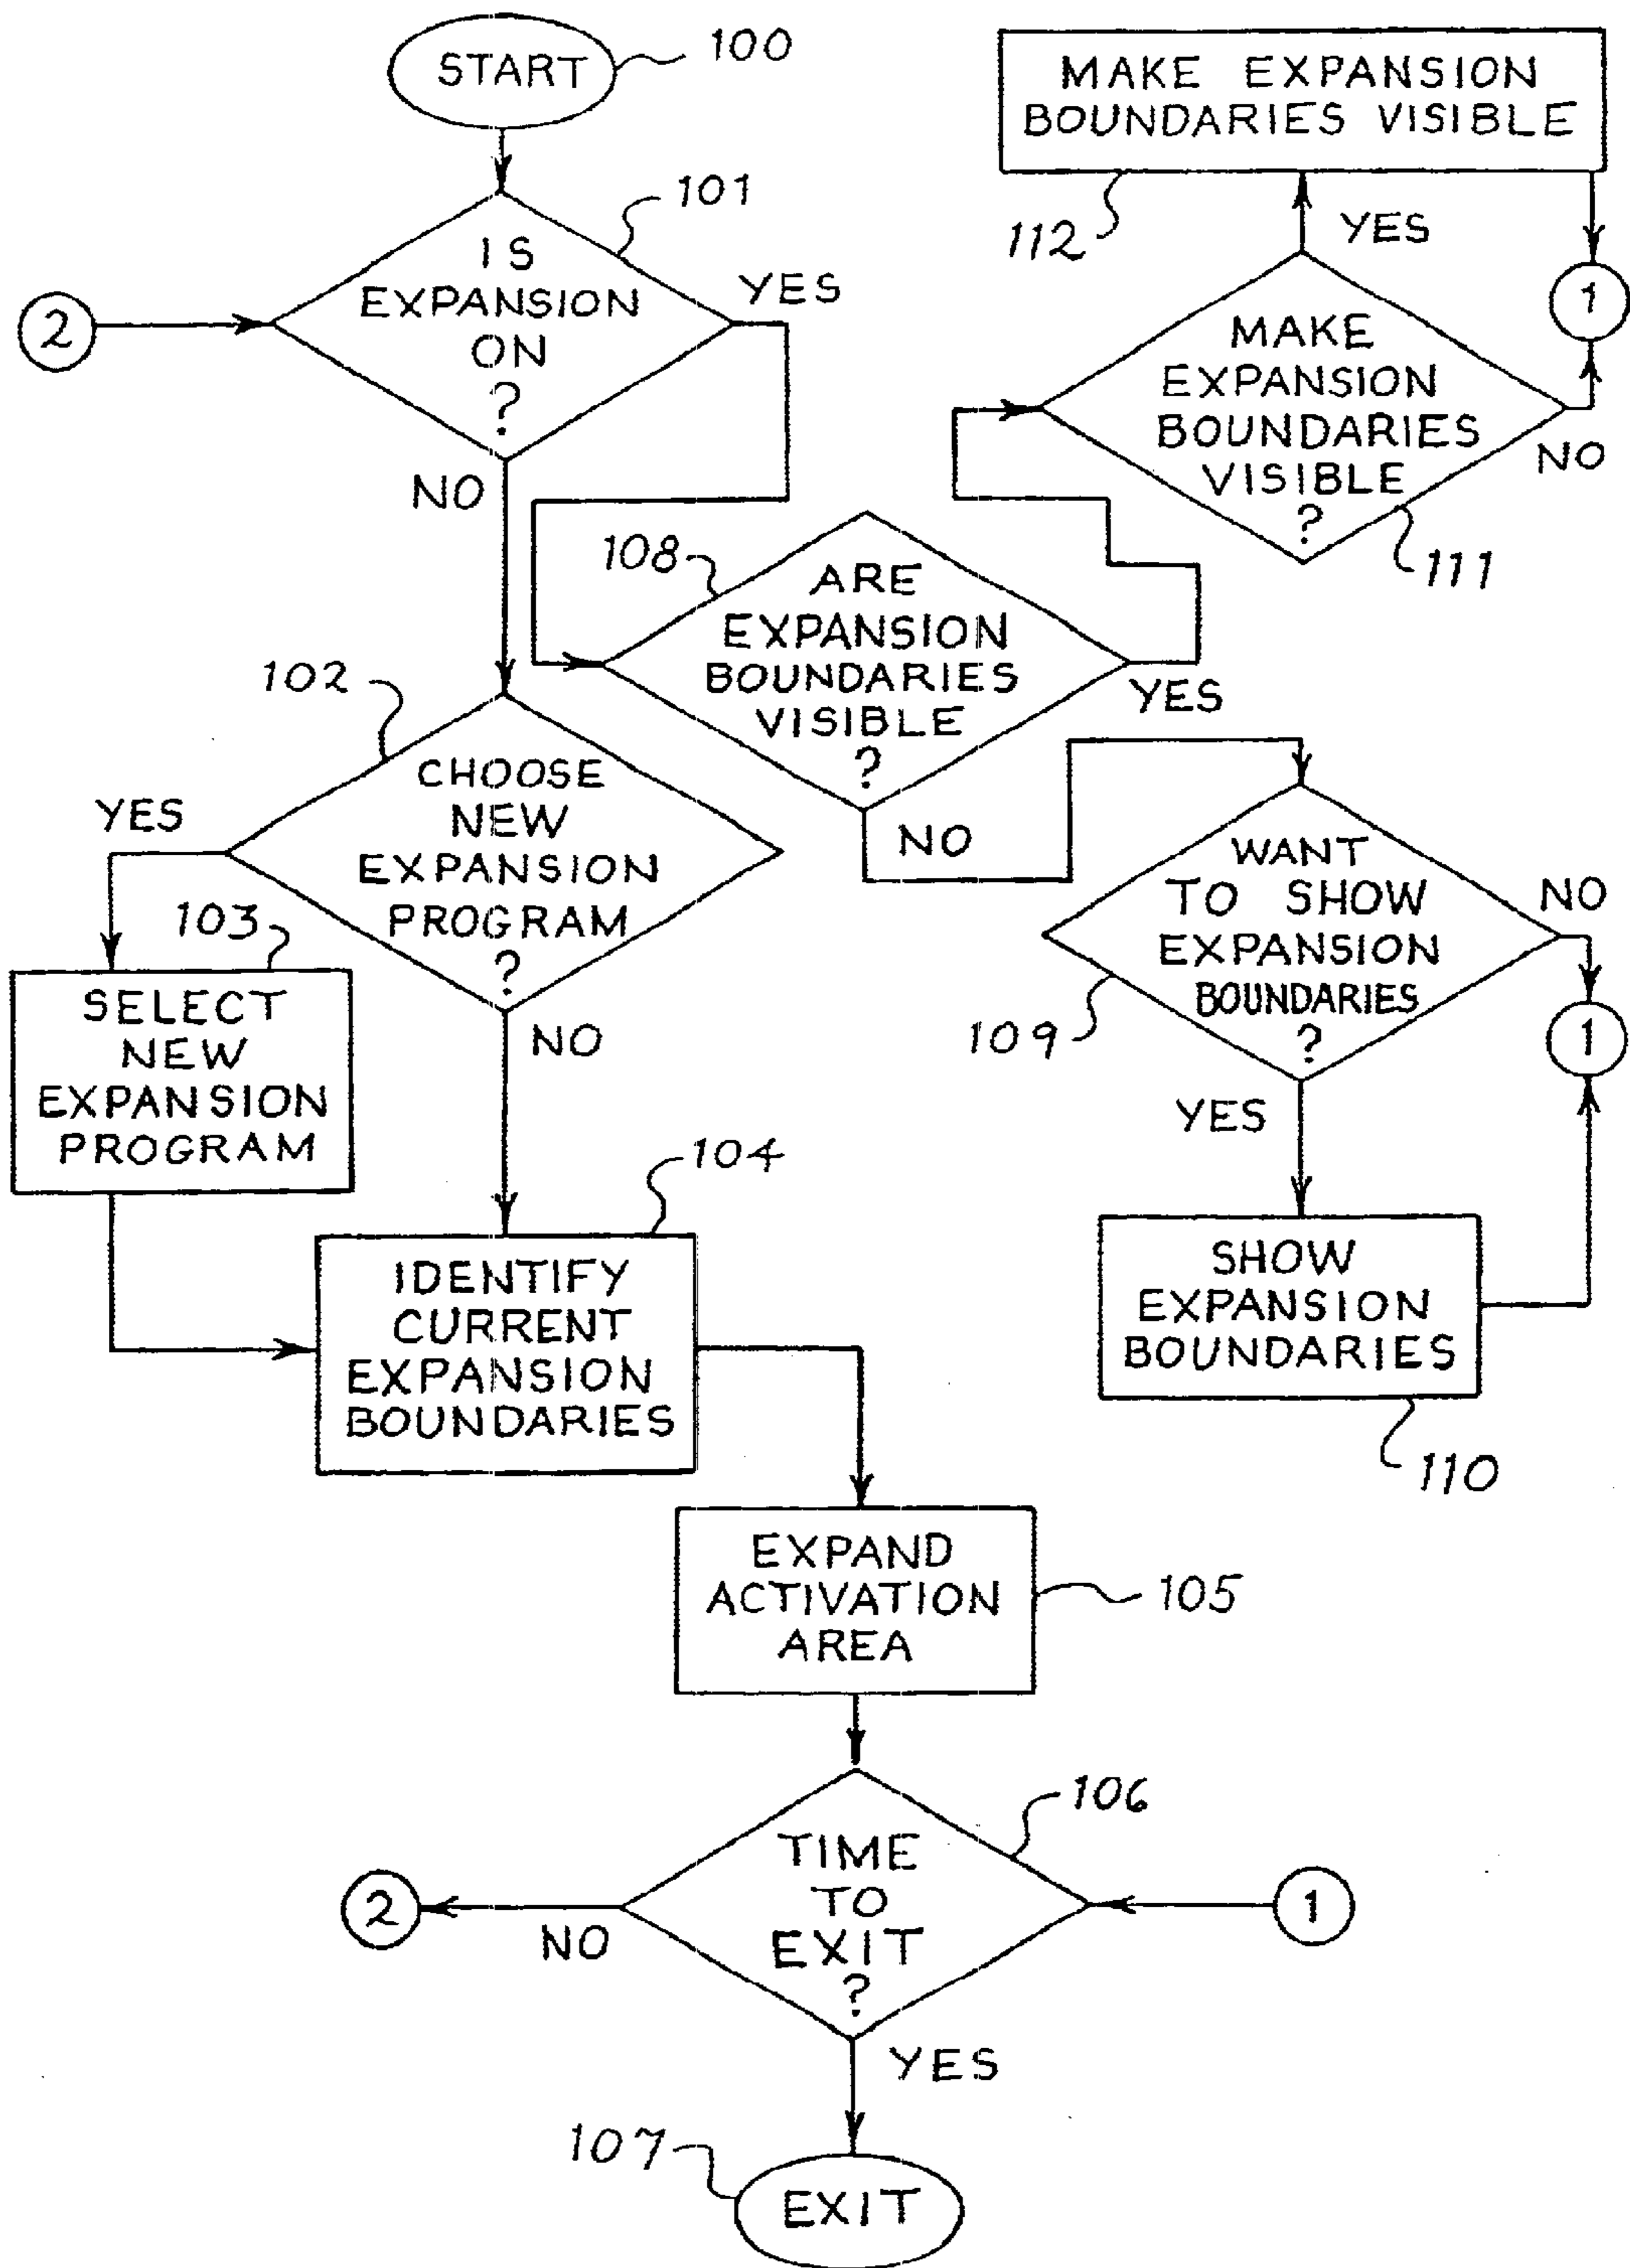 START
100
IS
EXPANSION
ON
?
101
YES
2
NO
MAKE EXPANSION
BOUNDARIES VISIBLE
112
YES
1
MAKE
EXPANSION
BOUNDARIES
VISIBLE
?
NO
111
108
ARE
EXPANSION
BOUNDARIES
VISIBLE
?
YES
NO
102
CHOOSE
NEW
EXPANSION
PROGRAM
?
YES
NO
103
SELECT
NEW
EXPANSION
PROGRAM
WANT
TO SHOW
EXPANSION
BOUNDARIES
?
NO
109
1
YES
104
IDENTIFY
CURRENT
EXPANSION
BOUNDARIES
SHOW
EXPANSION
BOUNDARIES
110
EXPAND
ACTIVATION
AREA
105
106
TIME
TO
EXIT
?
2
NO
1
YES
107
EXIT